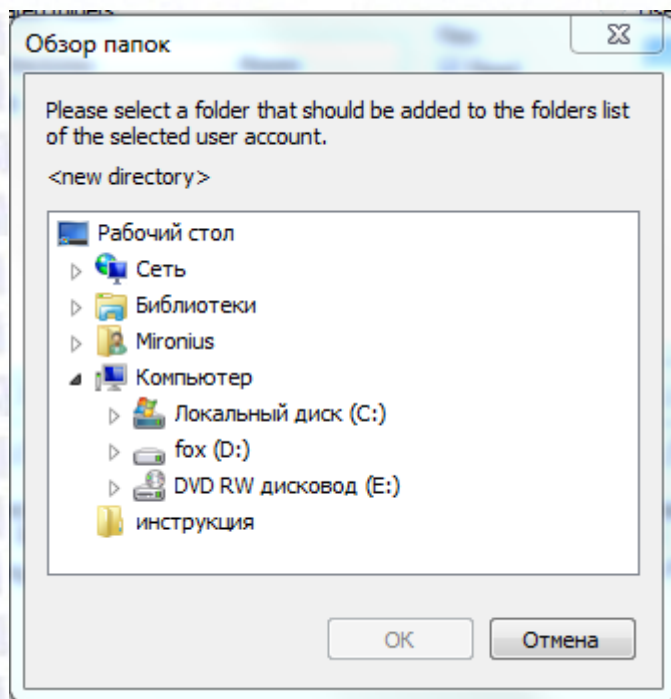 Обзор папок
Please select a folder that should be added to the folders list
of the selected user account.
<new directory>
Рабочий стол
Сеть
Библиотеки
Mironius
Компьютер
Локальный диск (C:)
fox (D:)
DVD RW дисковод (E:)
инструкция
OK
Отмена